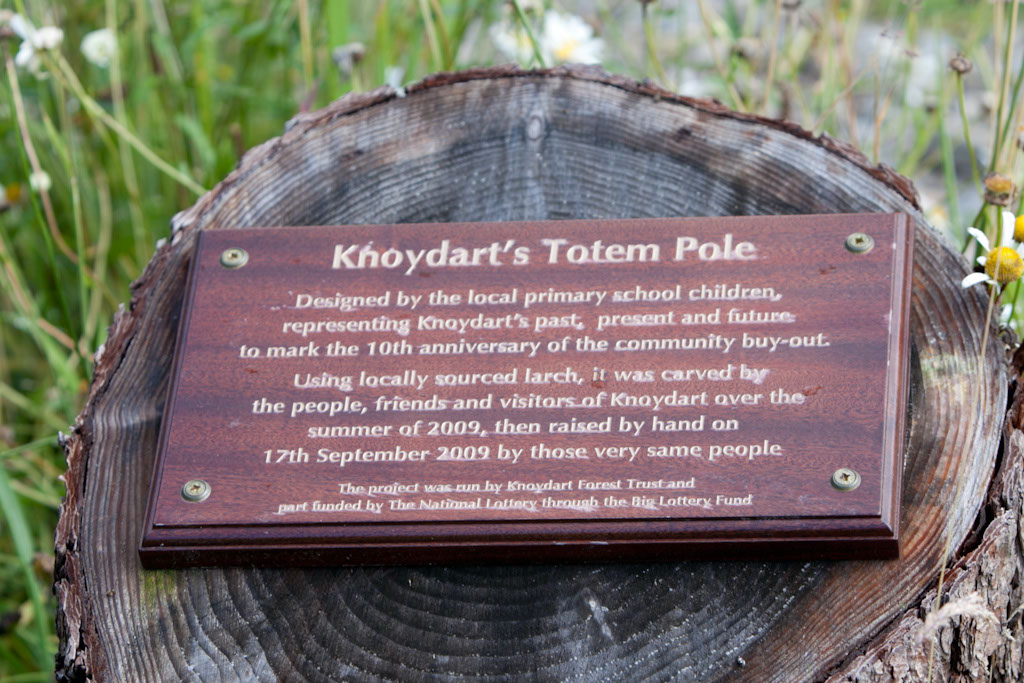 Knoydart's Totem Pole
Designed by the local primary school children,
representing Knoydart's past, present and future
to mark the 10th anniversary of the community buy-out.
Using locally sourced larch, it was carved by
the people, friends and visitors of Knoydart over the
summer of 2009, then raised by hand on
17th September 2009 by those very same people
The project was run by Knoydart Forest Trust and
part funded by The National Lottery through the Big Lottery Fund